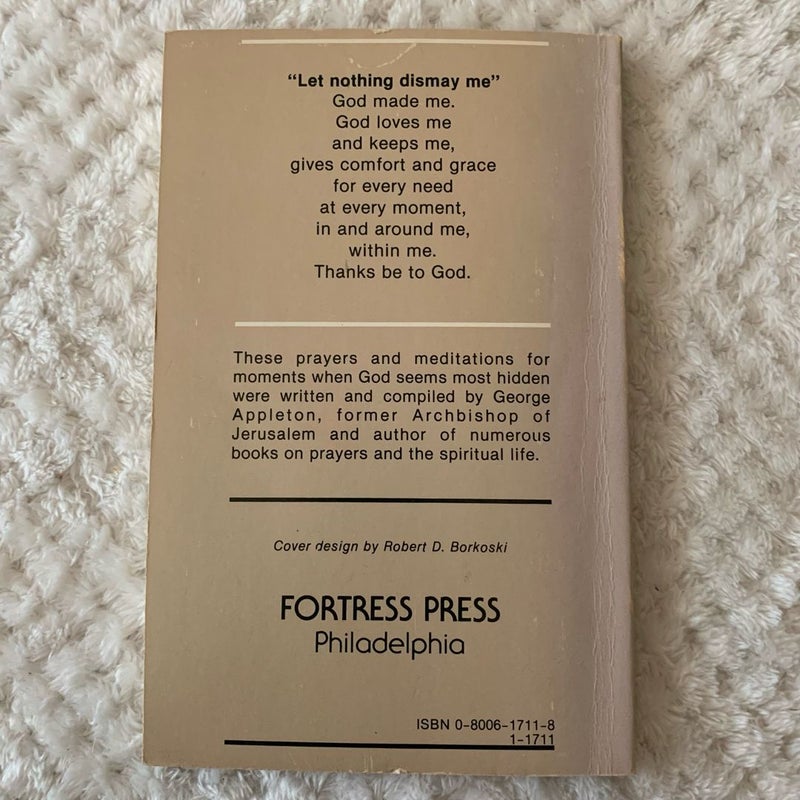 “Let nothing dismay me”
God made me.
God loves me
and keeps me,
gives comfort and grace
for every need
at every moment,
in and around me,
within me.
Thanks be to God.
These prayers and meditations for
moments when God seems most hidden
were written and compiled by George
Appleton, former Archbishop of
Jerusalem and author of numerous
books on prayers and the spiritual life.
Cover design by Robert D. Borkoski
FORTRESS PRESS
Philadelphia
ISBN 0-8006-1711-8
1-1711